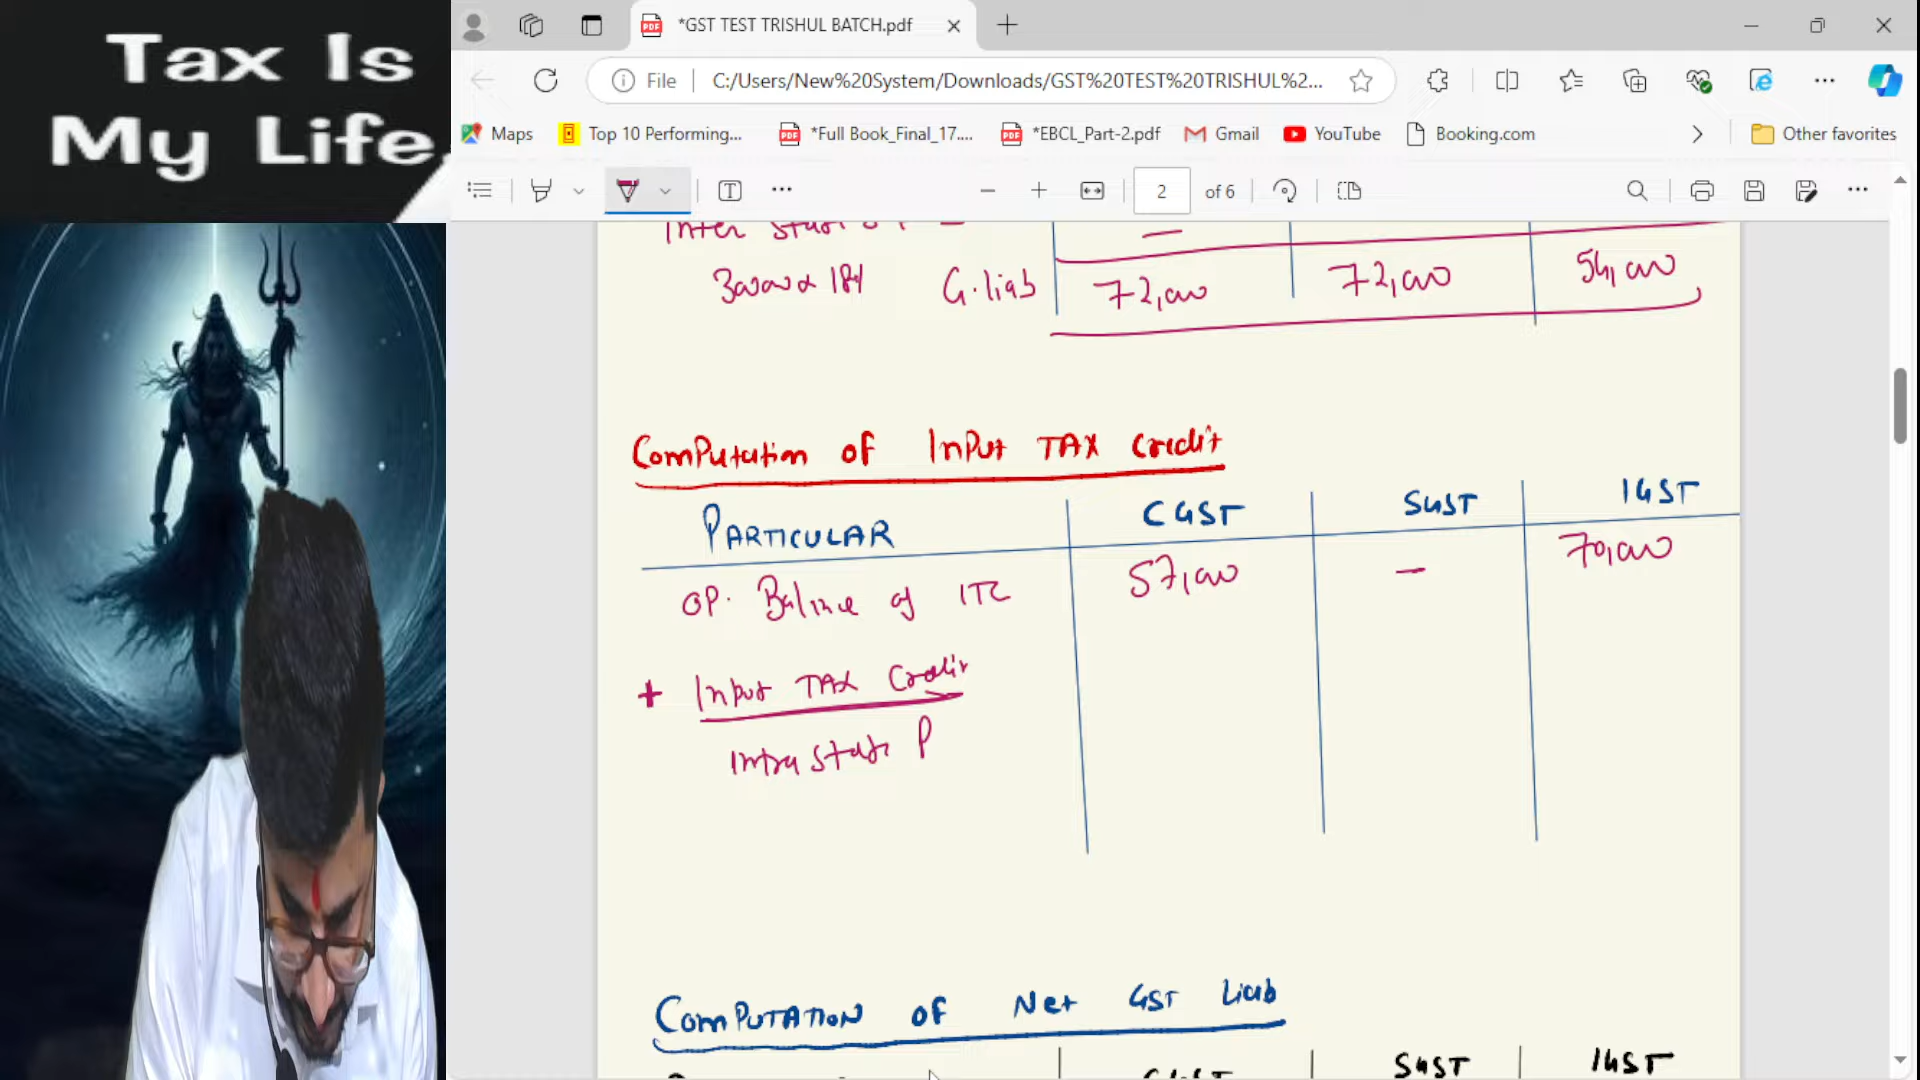 Tax Is
My Life.
*GST TEST TRISHUL BATCH.pdf
File
C:/Users/New%20System/Downloads/GST%20TEST%20TRISHUL%2...
Maps
Top 10 Performing...
*Full Book_Final_17....
*EBCL_Part-2.pdf
Gmail
YouTube
Booking.com
Other favorites
2 of 6
Inter State
G. liab 72,000 72,000 54,000
Computation of Input TAX Credit
PARTICULAR CGST SGST IGST
OP. Balance of ITC 57,000 — 70,000
+ Input TAX Credit
Intra State P
COMPUTATION OF Net GST Liab
CGST SGST IGST